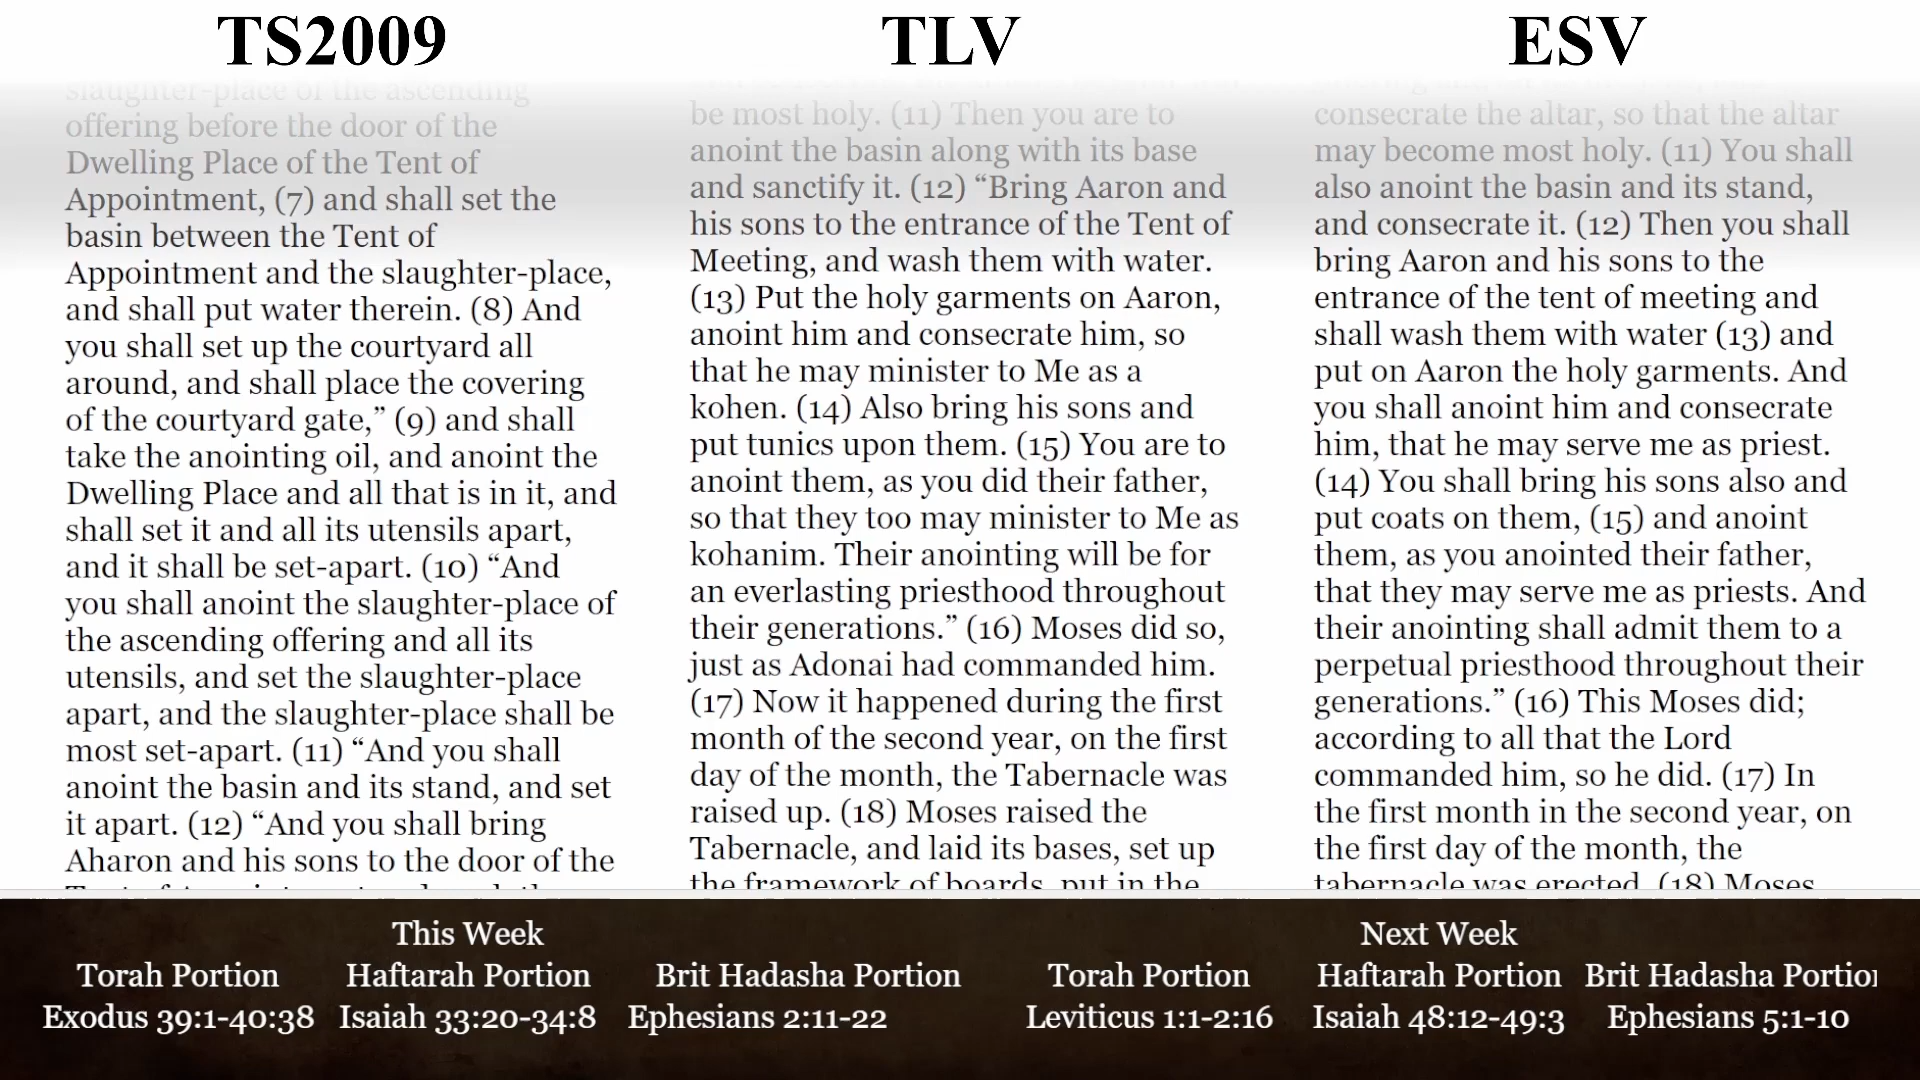 TS2009
slaughter-place of the ascending
offering before the door of the
Dwelling Place of the Tent of
Appointment, (7) and shall set the
basin between the Tent of
Appointment and the slaughter-place,
and shall put water therein. (8) And
you shall set up the courtyard all
around, and shall place the covering
of the courtyard gate,” (9) and shall
take the anointing oil, and anoint the
Dwelling Place and all that is in it, and
shall set it and all its utensils apart,
and it shall be set-apart. (10) “And
you shall anoint the slaughter-place of
the ascending offering and all its
utensils, and set the slaughter-place
apart, and the slaughter-place shall be
most set-apart. (11) “And you shall
anoint the basin and its stand, and set
it apart. (12) “And you shall bring
Aharon and his sons to the door of the
TLV
be most holy. (11) Then you are to
anoint the basin along with its base
and sanctify it. (12) “Bring Aaron and
his sons to the entrance of the Tent of
Meeting, and wash them with water.
(13) Put the holy garments on Aaron,
anoint him and consecrate him, so
that he may minister to Me as a
kohen. (14) Also bring his sons and
put tunics upon them. (15) You are to
anoint them, as you did their father,
so that they too may minister to Me as
kohanim. Their anointing will be for
an everlasting priesthood throughout
their generations.” (16) Moses did so,
just as Adonai had commanded him.
(17) Now it happened during the first
month of the second year, on the first
day of the month, the Tabernacle was
raised up. (18) Moses raised the
Tabernacle, and laid its bases, set up
the framework of boards, put in the
ESV
consecrate the altar, so that the altar
may become most holy. (11) You shall
also anoint the basin and its stand,
and consecrate it. (12) Then you shall
bring Aaron and his sons to the
entrance of the tent of meeting and
shall wash them with water (13) and
put on Aaron the holy garments. And
you shall anoint him and consecrate
him, that he may serve me as priest.
(14) You shall bring his sons also and
put coats on them, (15) and anoint
them, as you anointed their father,
that they may serve me as priests. And
their anointing shall admit them to a
perpetual priesthood throughout their
generations.” (16) This Moses did;
according to all that the Lord
commanded him, so he did. (17) In
the first month in the second year, on
the first day of the month, the
tabernacle was erected. (18) Moses
This Week
Torah Portion Haftarah Portion Brit Hadasha Portion
Exodus 39:1-40:38 Isaiah 33:20-34:8 Ephesians 2:11-22
Next Week
Torah Portion Haftarah Portion Brit Hadasha Portio
Leviticus 1:1-2:16 Isaiah 48:12-49:3 Ephesians 5:1-10